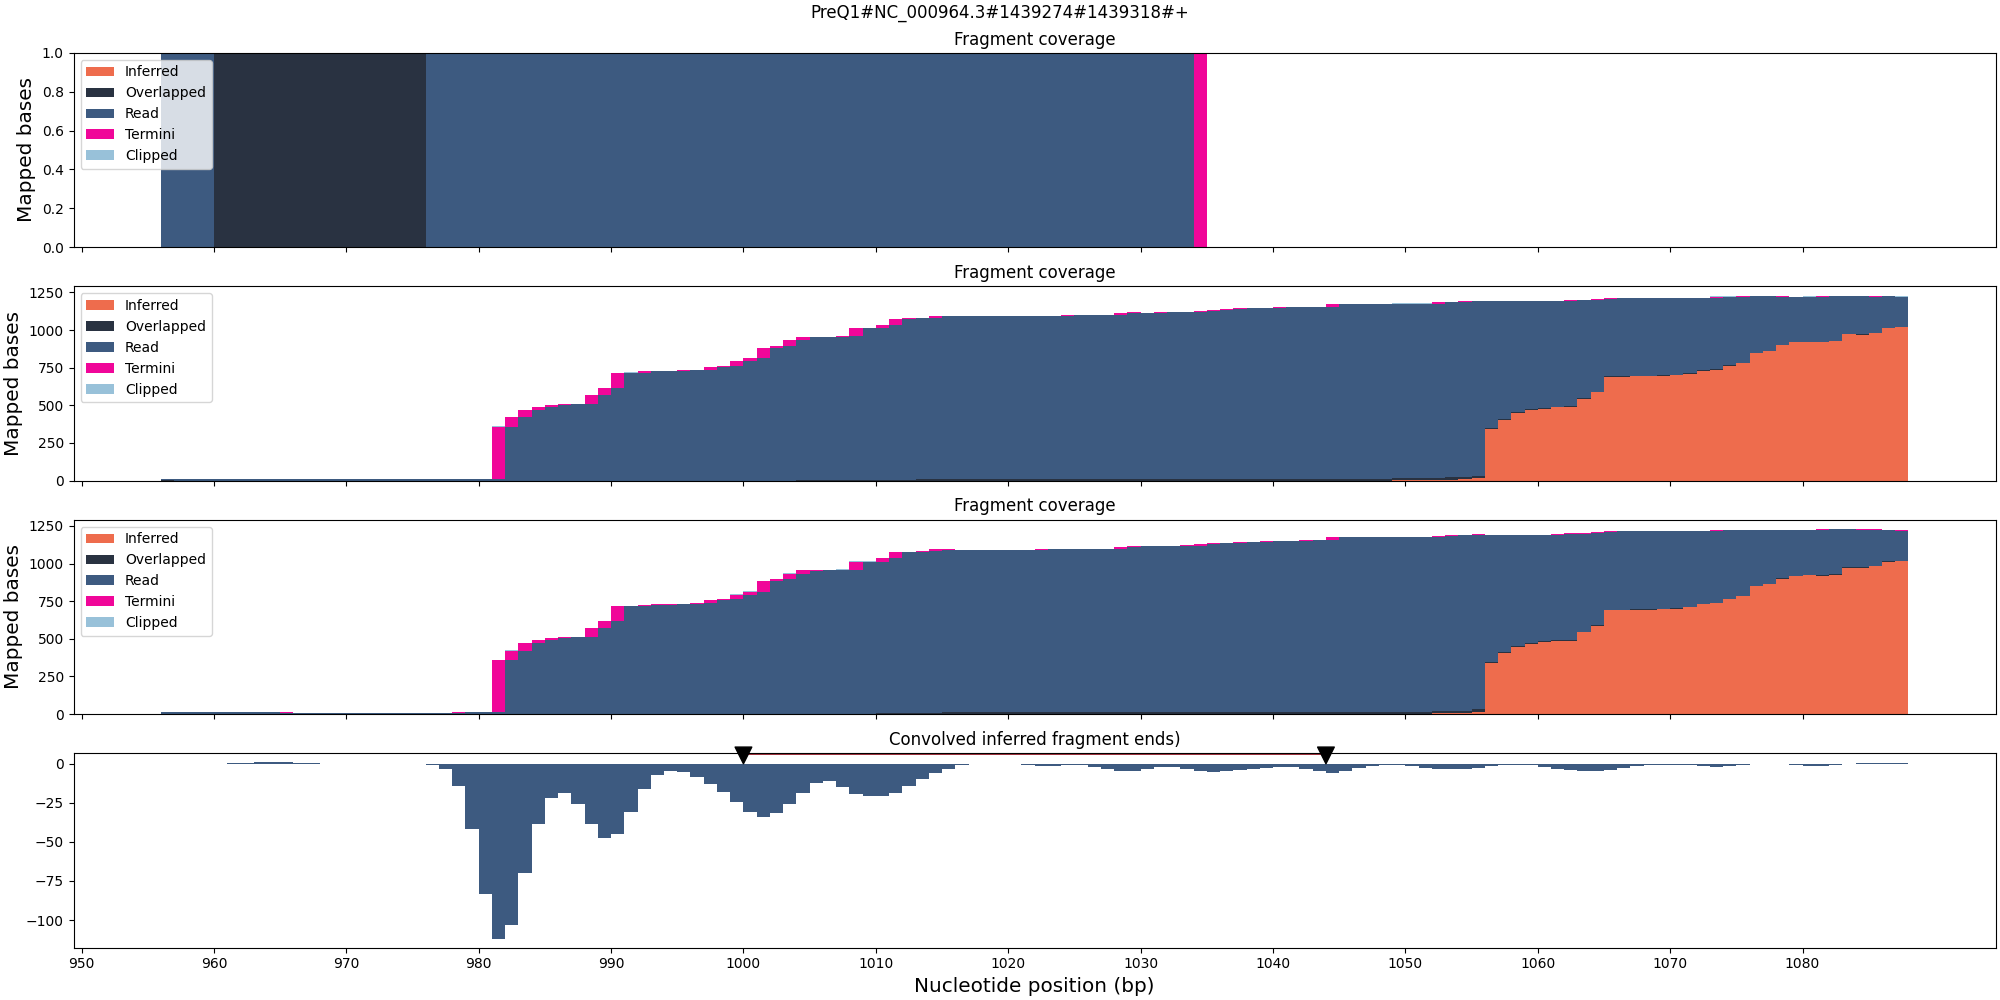 PreQ1#NC_000964.3#1439274#1439318#+
Fragment coverage
Mapped bases
1.0
0.8
0.6
0.4
0.2
0.0
Inferred
Overlapped
Read
Termini
Clipped
Fragment coverage
Mapped bases
1250
1000
750
500
250
0
Inferred
Overlapped
Read
Termini
Clipped
Fragment coverage
Mapped bases
1250
1000
750
500
250
0
Inferred
Overlapped
Read
Termini
Clipped
Convolved inferred fragment ends)
0
−25
−50
−75
−100
950 960 970 980 990 1000 1010 1020 1030 1040 1050 1060 1070 1080
Nucleotide position (bp)